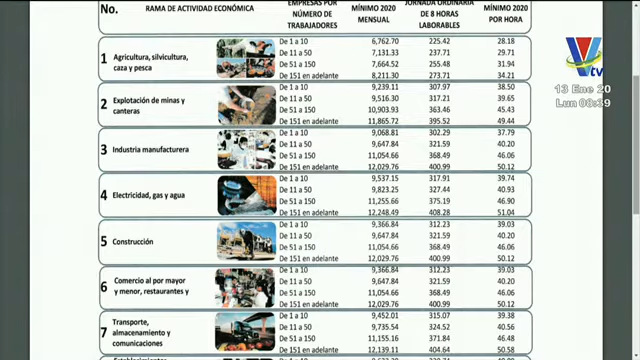 No. RAMA DE ACTIVIDAD ECONÓMICA EMPRESAS POR NÚMERO DE TRABAJADORES MÍNIMO 2020 MENSUAL JORNADA ORDINARIA DE 8 HORAS LABORABLES MÍNIMO 2020 POR HORA
1 Agricultura, silvicultura, caza y pesca
De 1 a 10 6,762.70 225.42 28.18
De 11 a 50 7,131.33 237.71 29.71
De 51 a 150 7,664.52 255.48 31.94
De 151 en adelante 8,211.30 273.71 34.21
2 Explotación de minas y canteras
De 1 a 10 9,239.11 307.97 38.50
De 11 a 50 9,516.30 317.21 39.65
De 51 a 150 10,903.93 363.46 45.43
De 151 en adelante 11,865.72 395.52 49.44
3 Industria manufacturera
De 1 a 10 9,068.81 302.29 37.79
De 11 a 50 9,647.84 321.59 40.20
De 51 a 150 11,054.66 368.49 46.06
De 151 en adelante 12,029.76 400.99 50.12
4 Electricidad, gas y agua
De 1 a 10 9,537.15 317.91 39.74
De 11 a 50 9,823.25 327.44 40.93
De 51 a 150 11,255.66 375.19 46.90
De 151 en adelante 12,248.49 408.28 51.04
5 Construcción
De 1 a 10 9,366.84 312.23 39.03
De 11 a 50 9,647.84 321.59 40.20
De 51 a 150 11,054.66 368.49 46.06
De 151 en adelante 12,029.76 400.99 50.12
6 Comercio al por mayor y menor, restaurantes y
De 1 a 10 9,366.84 312.23 39.03
De 11 a 50 9,647.84 321.59 40.20
De 51 a 150 11,054.66 368.49 46.06
De 151 en adelante 12,029.76 400.99 50.12
7 Transporte, almacenamiento y comunicaciones
De 1 a 10 9,452.01 315.07 39.38
De 11 a 50 9,735.54 324.52 40.56
De 51 a 150 11,155.16 371.84 46.48
De 151 en adelante 12,139.11 404.64 50.58
V tv
13 Ene 20
Lun 08:39